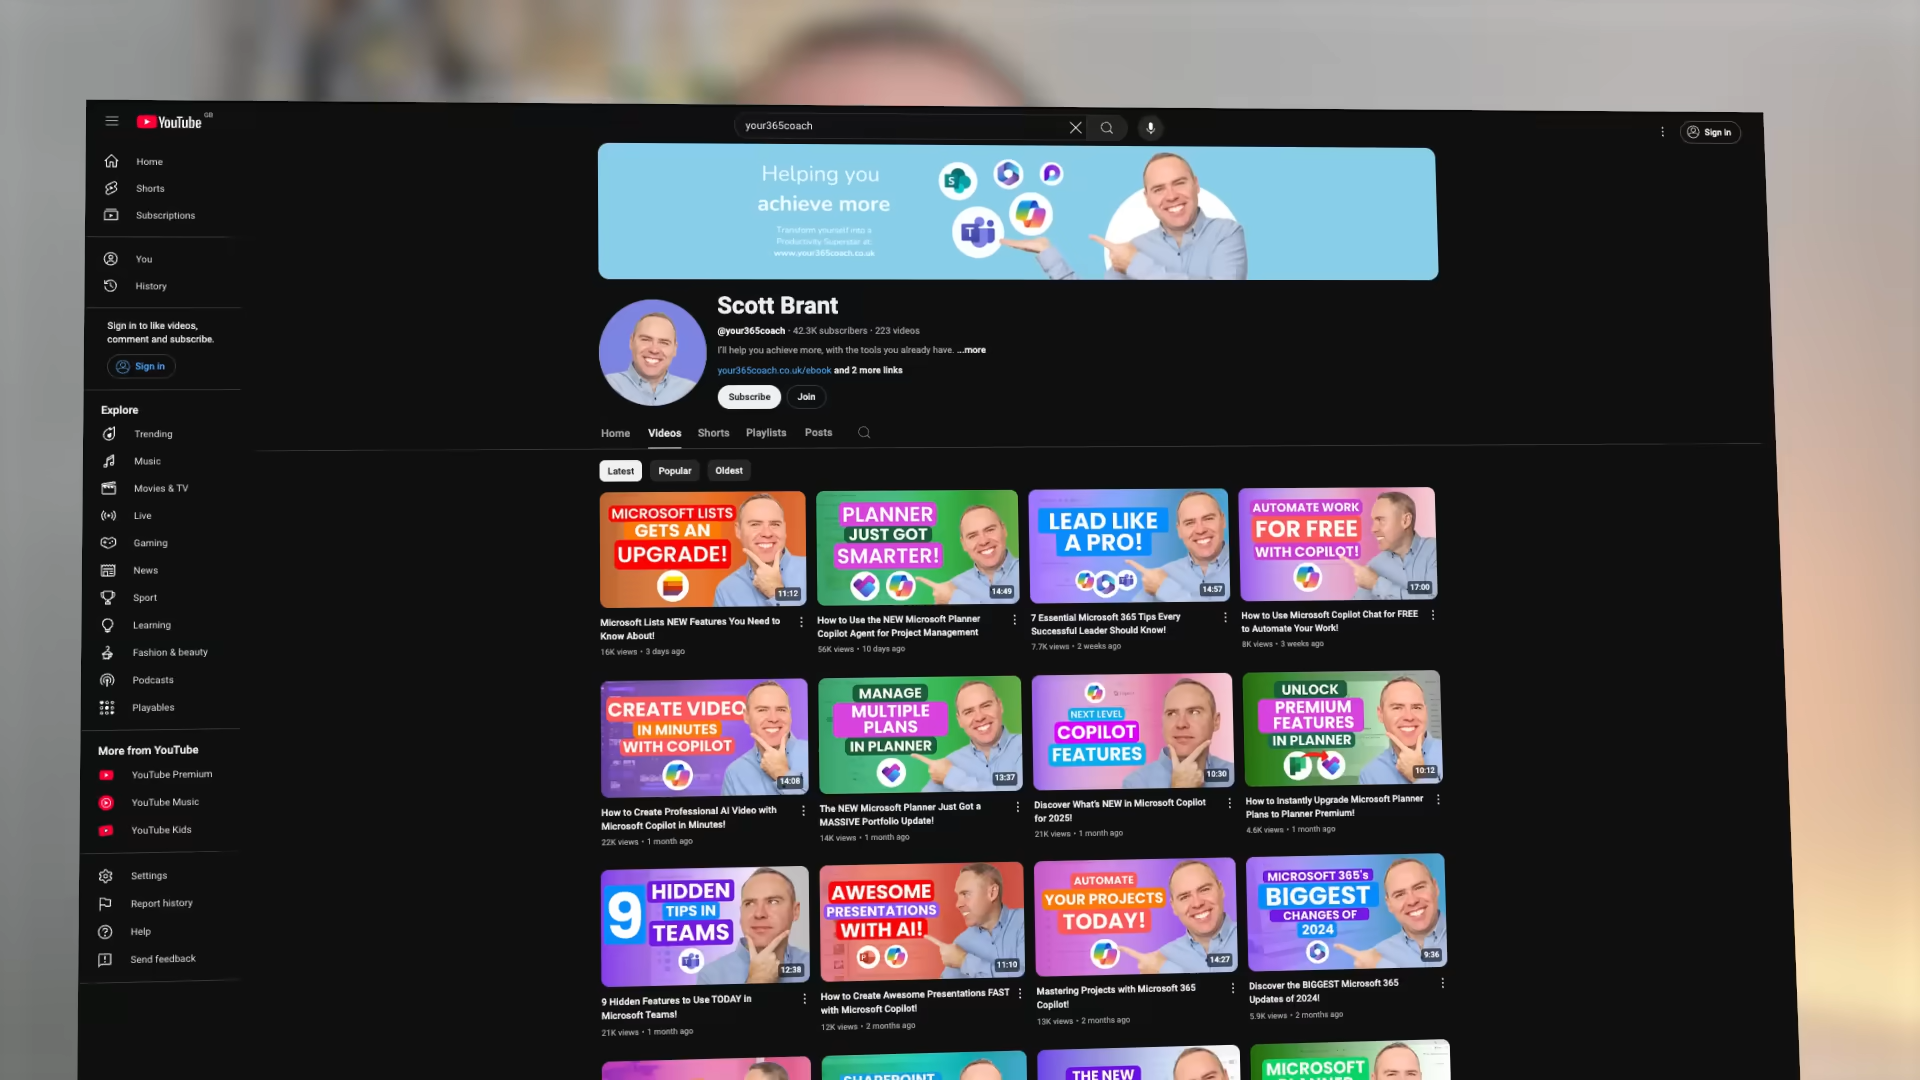 YouTube GB
your365coach
Sign in
Home
Shorts
Subscriptions
You
History
Sign in to like videos,
comment and subscribe.
Sign in
Explore
Trending
Music
Movies & TV
Live
Gaming
News
Sport
Learning
Fashion & beauty
Podcasts
Playables
More from YouTube
YouTube Premium
YouTube Music
YouTube Kids
Settings
Report history
Help
Send feedback
Helping you
achieve more
Transform yourself into a
Productivity Superstar at:
www.your365coach.co.uk
Scott Brant
@your365coach · 42.3K subscribers · 223 videos
I'll help you achieve more, with the tools you already have. ...more
your365coach.co.uk/ebook and 2 more links
Subscribe
Join
Home
Videos
Shorts
Playlists
Posts
Latest
Popular
Oldest
MICROSOFT LISTS
GETS AN
UPGRADE!
11:12
Microsoft Lists NEW Features You Need to
Know About!
16K views · 3 days ago
PLANNER
JUST GOT
SMARTER!
14:49
How to Use the NEW Microsoft Planner
Copilot Agent for Project Management
56K views · 10 days ago
LEAD LIKE
A PRO!
14:57
7 Essential Microsoft 365 Tips Every
Successful Leader Should Know!
7.7K views · 2 weeks ago
AUTOMATE WORK
FOR FREE
WITH COPILOT!
17:00
How to Use Microsoft Copilot Chat for FREE
to Automate Your Work!
8K views · 3 weeks ago
CREATE VIDEO
IN MINUTES
WITH COPILOT
14:08
How to Create Professional AI Video with
Microsoft Copilot in Minutes!
22K views · 1 month ago
MANAGE
MULTIPLE
PLANS
IN PLANNER
13:37
The NEW Microsoft Planner Just Got a
MASSIVE Portfolio Update!
14K views · 1 month ago
NEXT LEVEL
COPILOT
FEATURES
10:30
Discover What's NEW in Microsoft Copilot
for 2025!
21K views · 1 month ago
UNLOCK
PREMIUM
FEATURES
IN PLANNER
10:12
How to Instantly Upgrade Microsoft Planner
Plans to Planner Premium!
4.6K views · 1 month ago
9 HIDDEN
TIPS IN
TEAMS
12:38
9 Hidden Features to Use TODAY in
Microsoft Teams!
21K views · 1 month ago
AWESOME
PRESENTATIONS
WITH AI!
11:10
How to Create Awesome Presentations FAST
with Microsoft Copilot!
12K views · 2 months ago
AUTOMATE
YOUR PROJECTS
TODAY!
14:27
Mastering Projects with Microsoft 365
Copilot!
13K views · 2 months ago
MICROSOFT 365's
BIGGEST
CHANGES OF
2024
9:36
Discover the BIGGEST Microsoft 365
Updates of 2024!
5.9K views · 2 months ago
SHAREPOINT
THE NEW
MICROSOFT
PLANNER